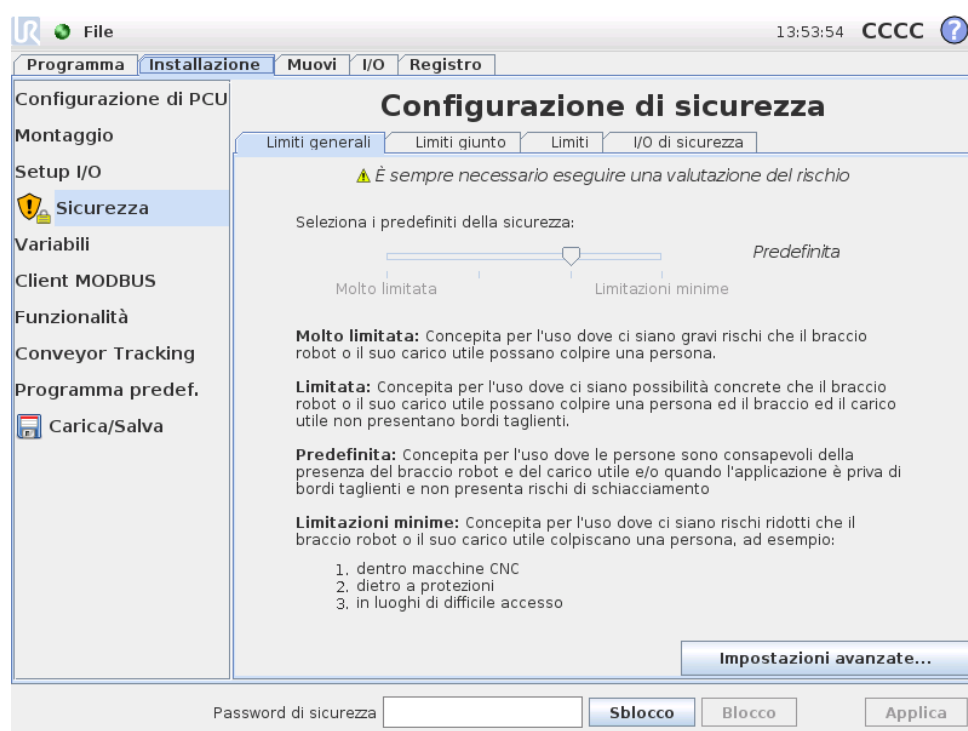 UR File 13:53:54 CCCC ?
Programma Installazione Muovi I/O Registro
Configurazione di PCU
Montaggio
Setup I/O
Sicurezza
Variabili
Client MODBUS
Funzionalità
Conveyor Tracking
Programma predef.
Carica/Salva
Configurazione di sicurezza
Limiti generali Limiti giunto Limiti I/O di sicurezza
È sempre necessario eseguire una valutazione del rischio
Seleziona i predefiniti della sicurezza:
Predefinita
Molto limitata Limitazioni minime
Molto limitata: Concepita per l'uso dove ci siano gravi rischi che il braccio
robot o il suo carico utile possano colpire una persona.
Limitata: Concepita per l'uso dove ci siano possibilità concrete che il braccio
robot o il suo carico utile possano colpire una persona ed il braccio ed il carico
utile non presentano bordi taglienti.
Predefinita: Concepita per l'uso dove le persone sono consapevoli della
presenza del braccio robot e del carico utile e/o quando l'applicazione è priva di
bordi taglienti e non presenta rischi di schiacciamento
Limitazioni minime: Concepita per l'uso dove ci siano rischi ridotti che il
braccio robot o il suo carico utile colpiscano una persona, ad esempio:
1. dentro macchine CNC
2. dietro a protezioni
3. in luoghi di difficile accesso
Impostazioni avanzate...
Password di sicurezza Sblocco Blocco Applica